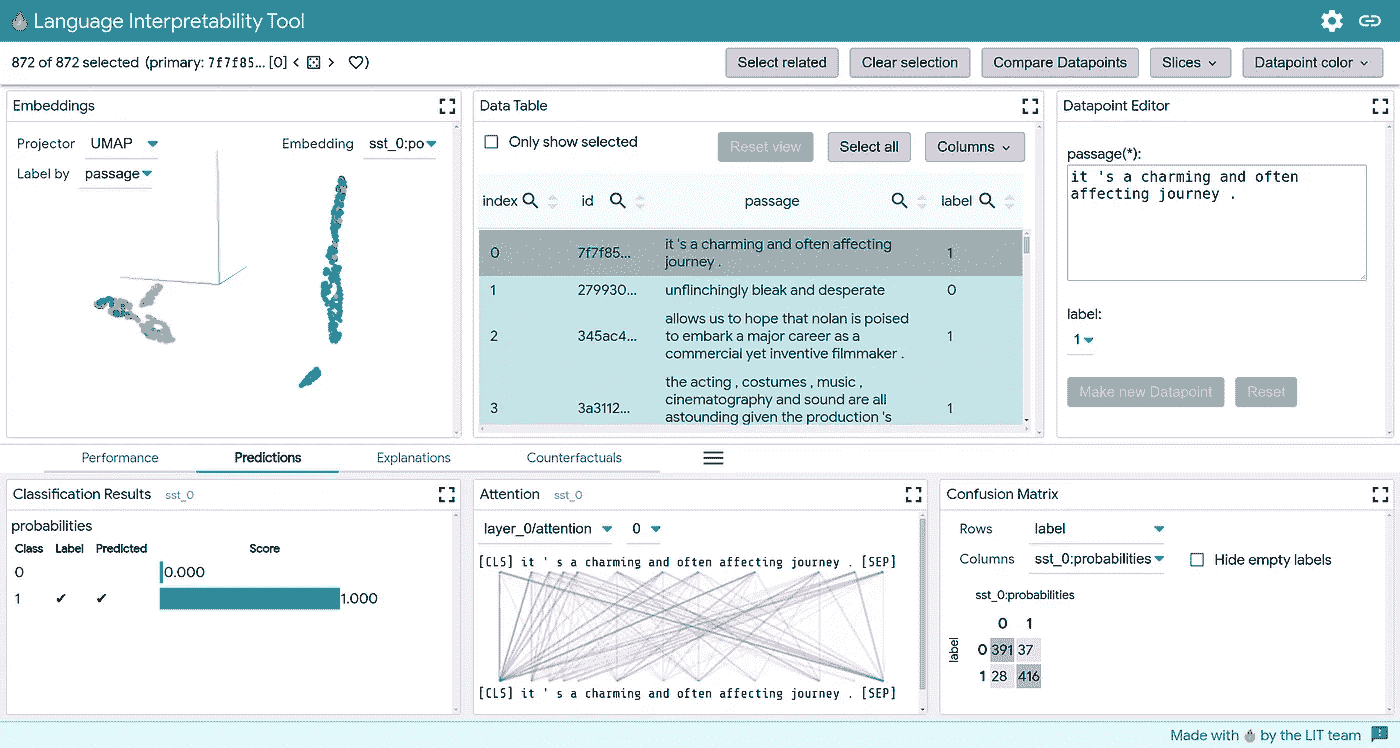 Language Interpretability Tool
872 of 872 selected (primary: 7f7f85... [0] < > )
Select related
Clear selection
Compare Datapoints
Slices
Datapoint color
Embeddings
Projector UMAP
Embedding sst_0:po
Label by passage
Data Table
Only show selected
Reset view
Select all
Columns
index id passage label
0 7f7f85... it 's a charming and often affecting
journey . 1
1 279930... unflinchingly bleak and desperate 0
2 345ac4... allows us to hope that nolan is poised
to embark a major career as a
commercial yet inventive filmmaker . 1
3 3a3112... the acting , costumes , music ,
cinematography and sound are all
astounding given the production 's 1
Datapoint Editor
passage(*):
it 's a charming and often
affecting journey .
label:
1
Make new Datapoint
Reset
Performance
Predictions
Explanations
Counterfactuals
Classification Results sst_0
probabilities
Class Label Predicted Score
0 0.000
1 ✔ ✔ 1.000
Attention sst_0
layer_0/attention 0
[CLS] it ' s a charming and often affecting journey . [SEP]
[CLS] it ' s a charming and often affecting journey . [SEP]
Confusion Matrix
Rows label
Columns sst_0:probabilities
Hide empty labels
sst_0:probabilities
0 1
label
0 391 37
1 28 416
Made with by the LIT team